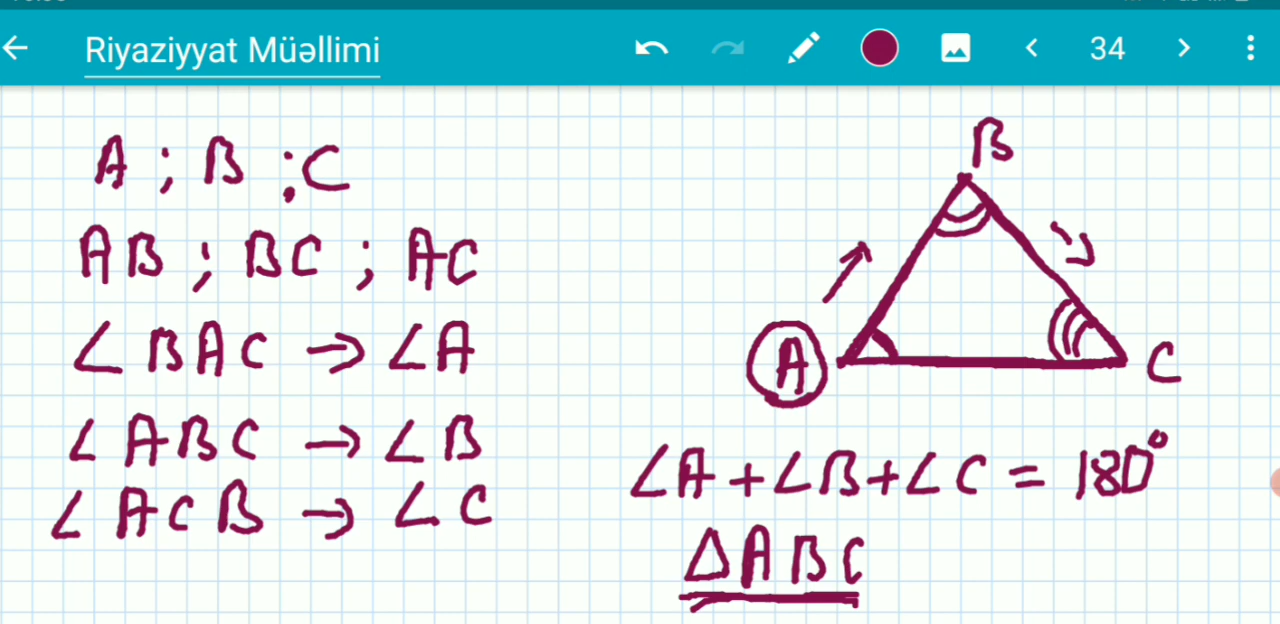 Riyaziyyat Müəllimi
34
A ; B ; C
AB ; BC ; AC
∠BAC → ∠A
∠ABC → ∠B
∠ACB → ∠C
B
A
C
∠A + ∠B + ∠C = 180°
△ABC